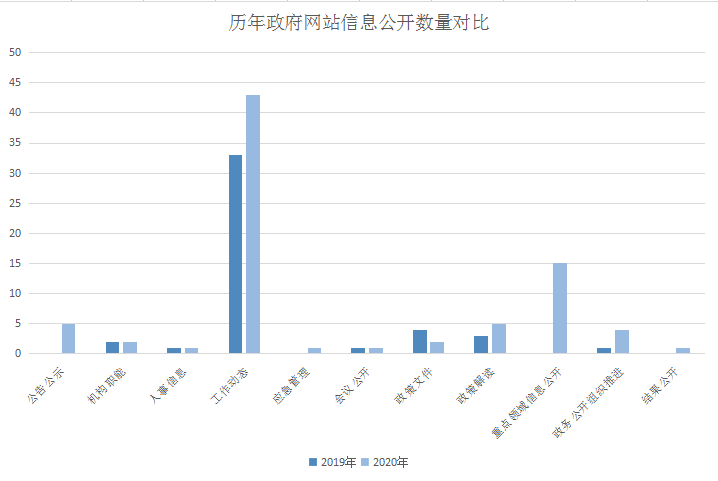 历年政府网站信息公开数量对比
50
45
40
35
30
25
20
15
10
5
0
公告公示
机构职能
人事信息
工作动态
应急管理
会议公开
政策文件
政策解读
重点领域信息公开
政务公开组织推进
结果公开
2019年 2020年